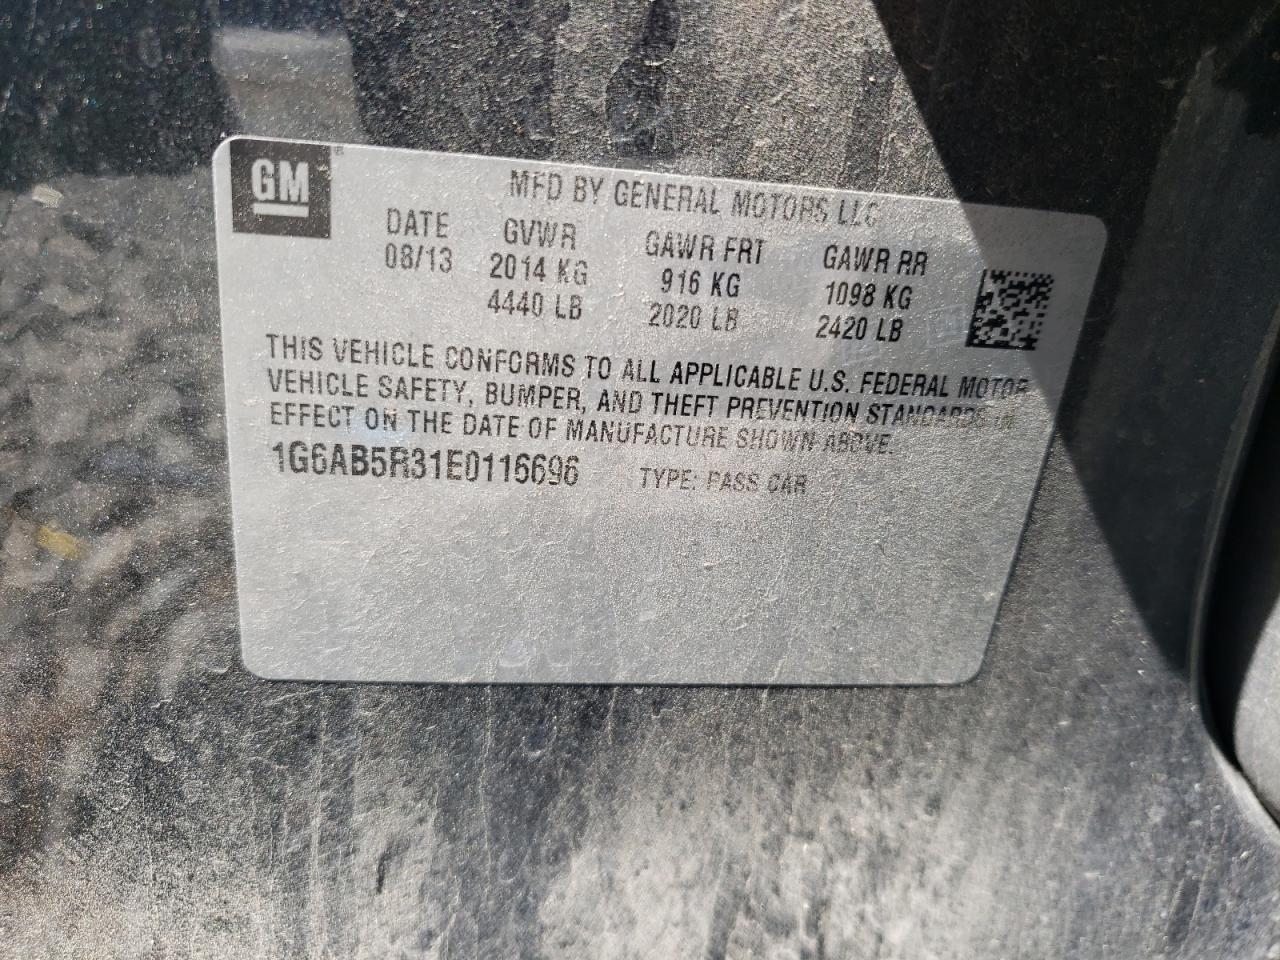 GM
MFD BY GENERAL MOTORS LLC
DATE GVWR GAWR FRT GAWR RR
08/13 2014 KG 916 KG 1098 KG
4440 LB 2020 LB 2420 LB
THIS VEHICLE CONFORMS TO ALL APPLICABLE U.S. FEDERAL MOTOR
VEHICLE SAFETY, BUMPER, AND THEFT PREVENTION STANDARDS IN
EFFECT ON THE DATE OF MANUFACTURE SHOWN ABOVE.
1G6AB5R31E0116696 TYPE: PASS CAR